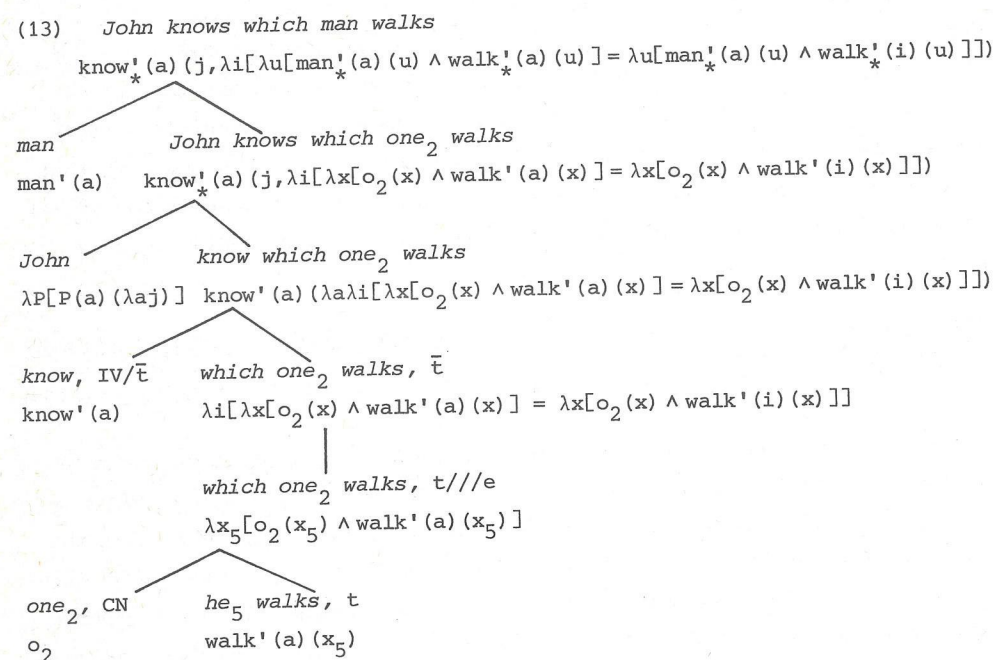 (13) John knows which man walks
know'⁎(a)(j,λi[λu[man'⁎(a)(u) ∧ walk'⁎(a)(u)] = λu[man'⁎(a)(u) ∧ walk'⁎(i)(u)]])
man John knows which one₂ walks
man'(a) know'⁎(a)(j,λi[λx[o₂(x) ∧ walk'(a)(x)] = λx[o₂(x) ∧ walk'(i)(x)]])
John know which one₂ walks
λP[P(a)(λaj)] know'(a)(λaλi[λx[o₂(x) ∧ walk'(a)(x)] = λx[o₂(x) ∧ walk'(i)(x)]])
know, IV/t̄ which one₂ walks, t̄
know'(a) λi[λx[o₂(x) ∧ walk'(a)(x)] = λx[o₂(x) ∧ walk'(i)(x)]]
which one₂ walks, t///e
λx₅[o₂(x₅) ∧ walk'(a)(x₅)]
one₂, CN he₅ walks, t
o₂ walk'(a)(x₅)